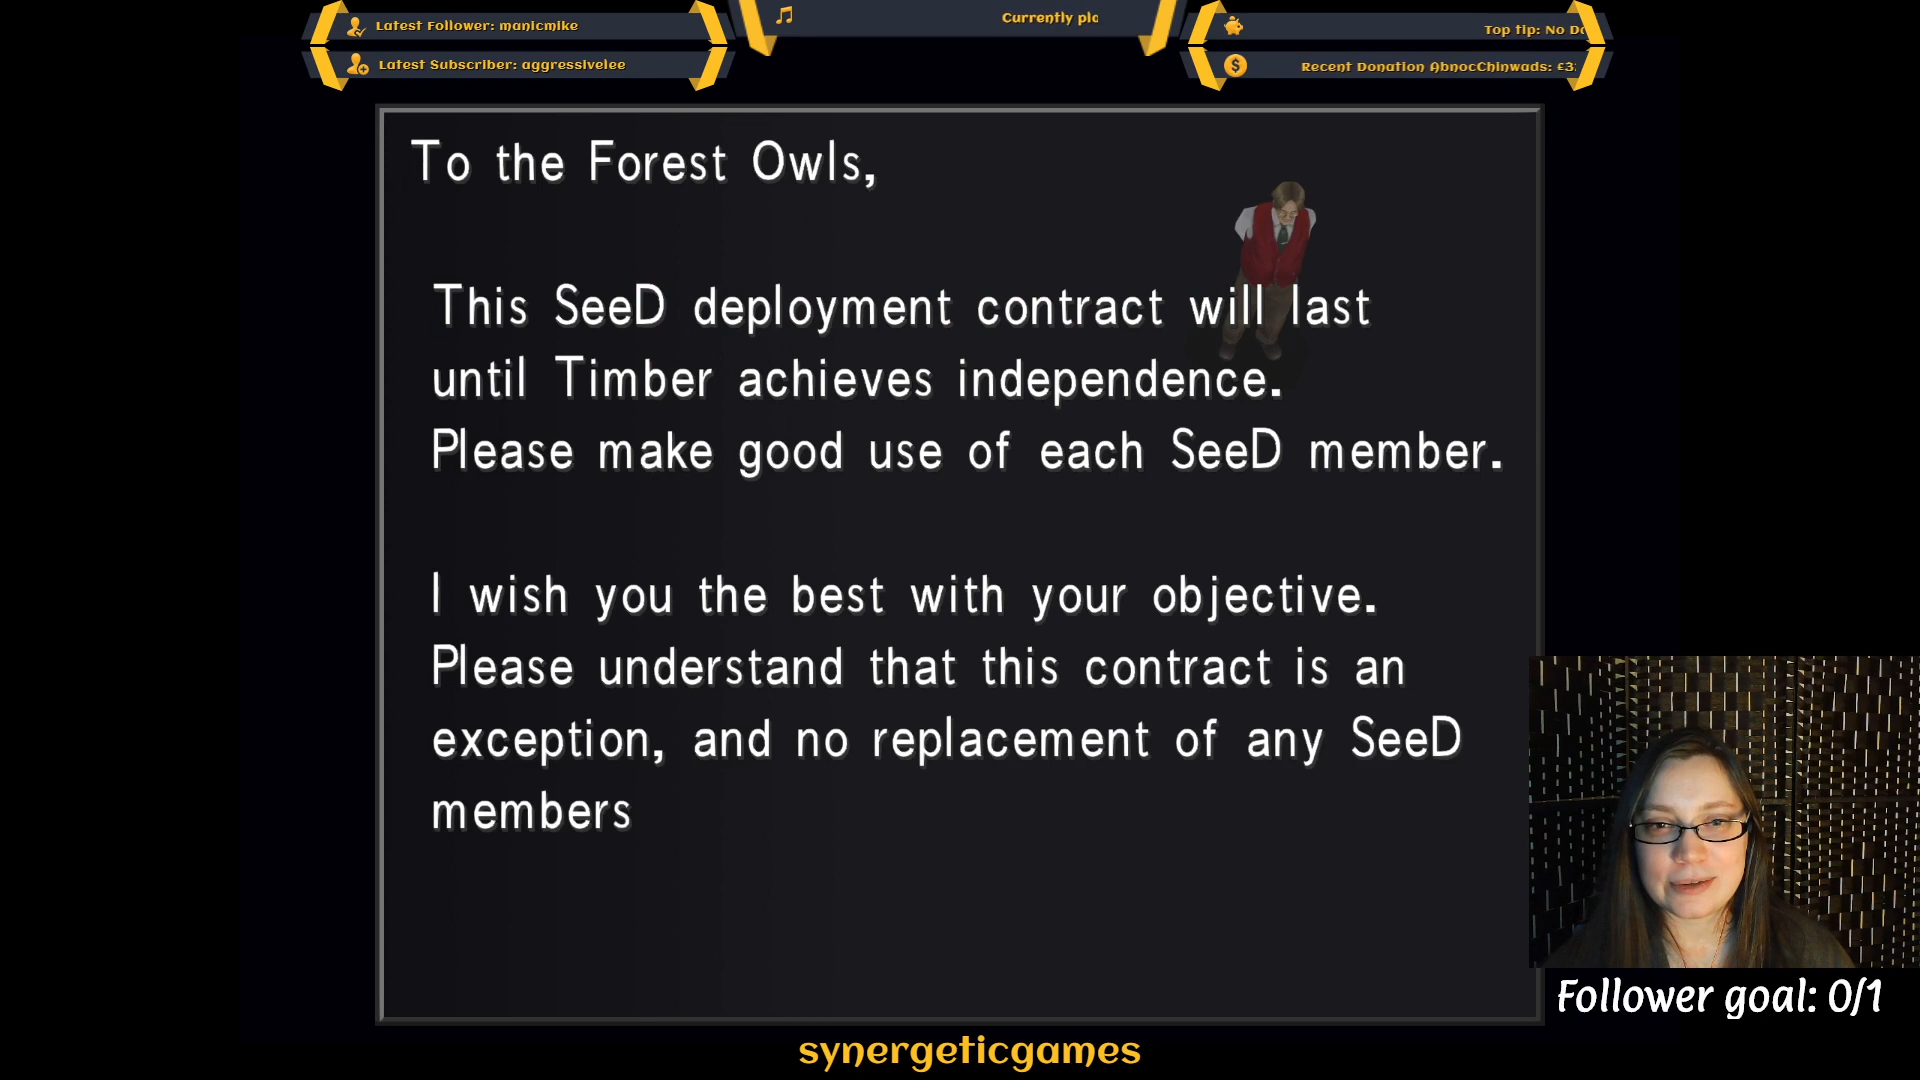 Latest Follower: manicmike
Currently pla
Top tip: No Do
Latest Subscriber: aggressivelee
Recent Donation AbnocChinwads: £3
To the Forest Owls,
This SeeD deployment contract will last
until Timber achieves independence.
Please make good use of each SeeD member.
I wish you the best with your objective.
Please understand that this contract is an
exception, and no replacement of any SeeD
members
Follower goal: 0/1
synergeticgames